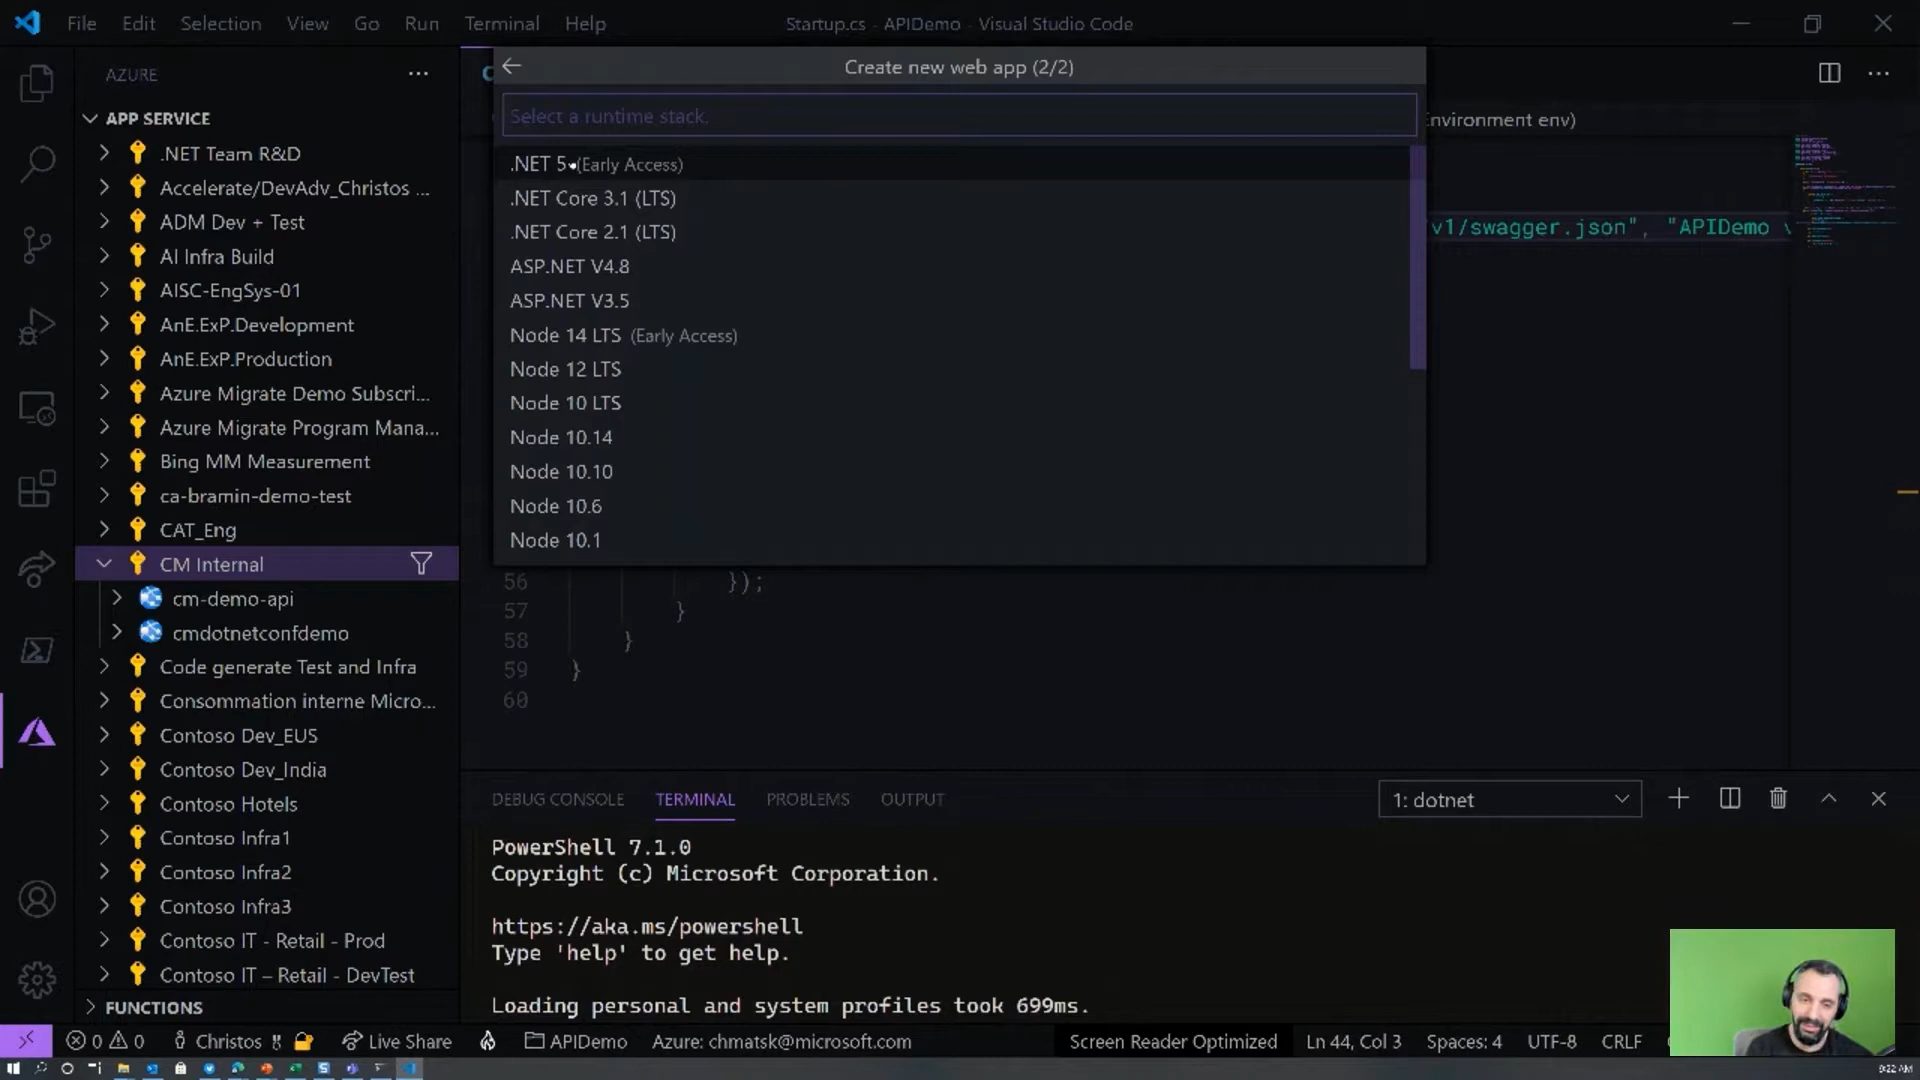 File Edit Selection View Go Run Terminal Help
Startup.cs - APIDemo - Visual Studio Code
AZURE
APP SERVICE
.NET Team R&D
Accelerate/DevAdv_Christos ...
ADM Dev + Test
AI Infra Build
AISC-EngSys-01
AnE.ExP.Development
AnE.ExP.Production
Azure Migrate Demo Subscri...
Azure Migrate Program Mana...
Bing MM Measurement
ca-bramin-demo-test
CAT_Eng
CM Internal
cm-demo-api
cmdotnetconfdemo
Code generate Test and Infra
Consommation interne Micro...
Contoso Dev_EUS
Contoso Dev_India
Contoso Hotels
Contoso Infra1
Contoso Infra2
Contoso Infra3
Contoso IT - Retail - Prod
Contoso IT – Retail - DevTest
FUNCTIONS
Create new web app (2/2)
Select a runtime stack.
.NET 5 (Early Access)
.NET Core 3.1 (LTS)
.NET Core 2.1 (LTS)
ASP.NET V4.8
ASP.NET V3.5
Node 14 LTS (Early Access)
Node 12 LTS
Node 10 LTS
Node 10.14
Node 10.10
Node 10.6
Node 10.1
Environment env)
v1/swagger.json", "APIDemo v
56 });
57 }
58 }
59 }
60
DEBUG CONSOLE TERMINAL PROBLEMS OUTPUT
1: dotnet
PowerShell 7.1.0
Copyright (c) Microsoft Corporation.
https://aka.ms/powershell
Type 'help' to get help.
Loading personal and system profiles took 699ms.
0 0 Christos Live Share APIDemo Azure: chmatsk@microsoft.com Screen Reader Optimized Ln 44, Col 3 Spaces: 4 UTF-8 CRLF
9:22 AM